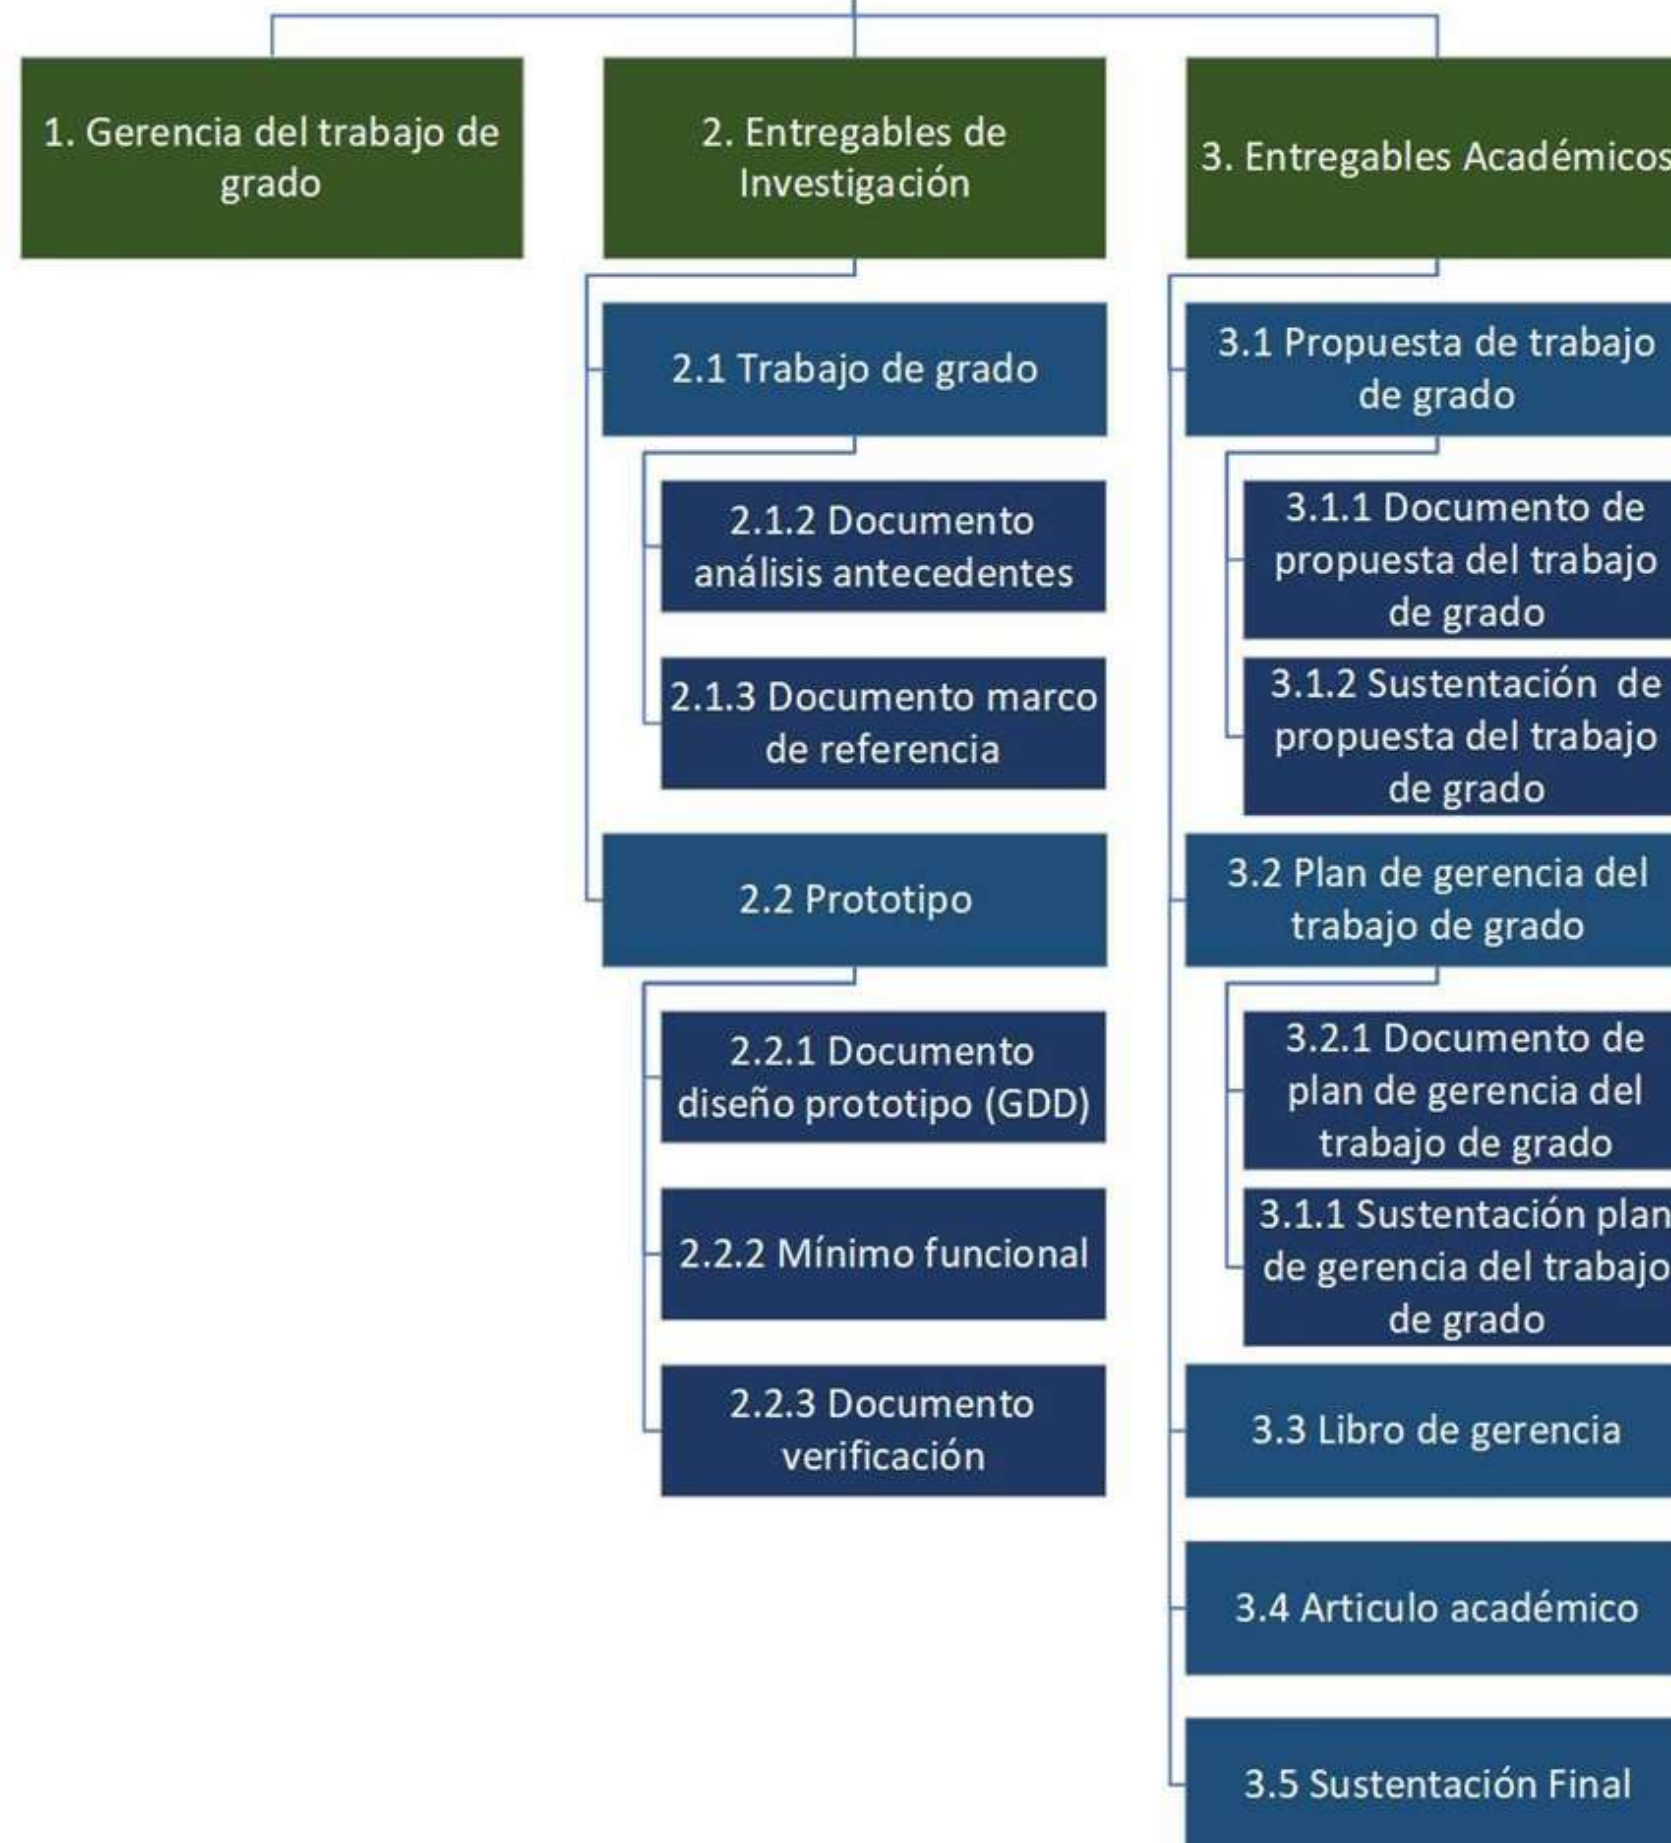 1. Gerencia del trabajo de
grado
2. Entregables de
Investigación
2.1 Trabajo de grado
2.1.2 Documento
análisis antecedentes
2.1.3 Documento marco
de referencia
2.2 Prototipo
2.2.1 Documento
diseño prototipo (GDD)
2.2.2 Mínimo funcional
2.2.3 Documento
verificación
3. Entregables Académicos
3.1 Propuesta de trabajo
de grado
3.1.1 Documento de
propuesta del trabajo
de grado
3.1.2 Sustentación de
propuesta del trabajo
de grado
3.2 Plan de gerencia del
trabajo de grado
3.2.1 Documento de
plan de gerencia del
trabajo de grado
3.1.1 Sustentación plan
de gerencia del trabajo
de grado
3.3 Libro de gerencia
3.4 Articulo académico
3.5 Sustentación Final